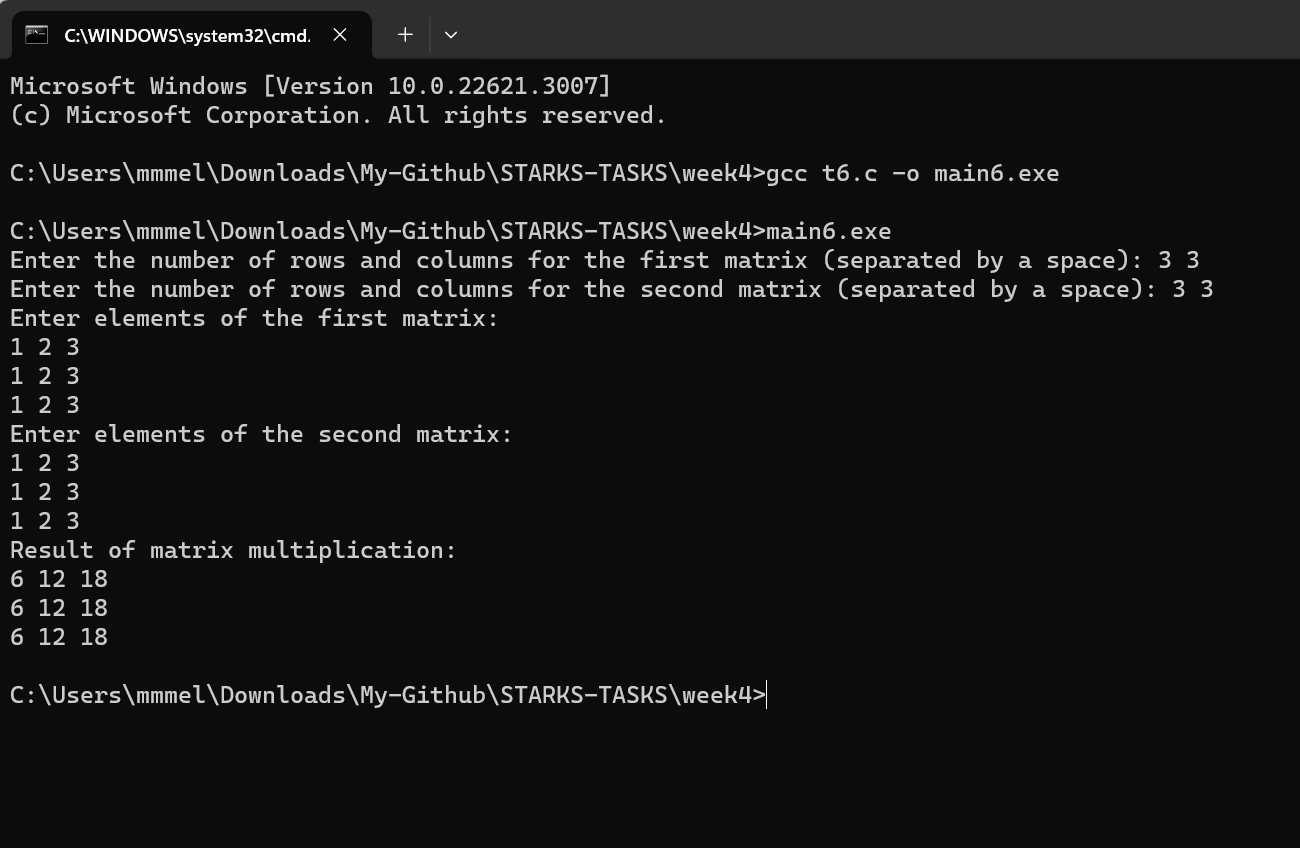 C:\WINDOWS\system32\cmd.
Microsoft Windows [Version 10.0.22621.3007]
(c) Microsoft Corporation. All rights reserved.
C:\Users\mmmel\Downloads\My-Github\STARKS-TASKS\week4>gcc t6.c -o main6.exe
C:\Users\mmmel\Downloads\My-Github\STARKS-TASKS\week4>main6.exe
Enter the number of rows and columns for the first matrix (separated by a space): 3 3
Enter the number of rows and columns for the second matrix (separated by a space): 3 3
Enter elements of the first matrix:
1 2 3
1 2 3
1 2 3
Enter elements of the second matrix:
1 2 3
1 2 3
1 2 3
Result of matrix multiplication:
6 12 18
6 12 18
6 12 18
C:\Users\mmmel\Downloads\My-Github\STARKS-TASKS\week4>